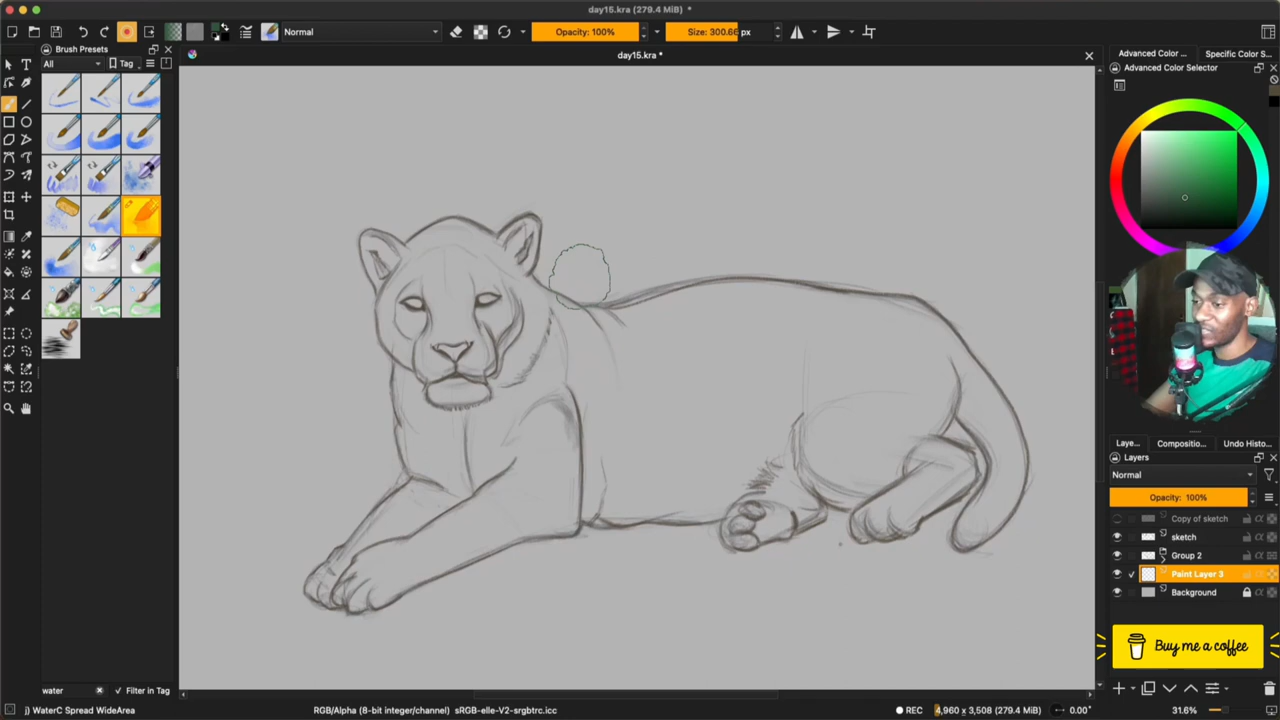 day15.kra (279.4 MiB) *
Normal
Opacity: 100%
Size: 300.66 px
Brush Presets
day15.kra *
All
Tag
Advanced Color ...
Specific Color S...
Advanced Color Selector
Laye...
Compositio...
Undo Histo...
Layers
Normal
Opacity: 100%
Copy of sketch
sketch
Group 2
Paint Layer 3
Background
Buy me a coffee
water
Filter in Tag
j) WaterC Spread WideArea
RGB/Alpha (8-bit integer/channel) sRGB-elle-V2-srgbtrc.icc
REC
4,960 x 3,508 (279.4 MiB)
0.00°
31.6%